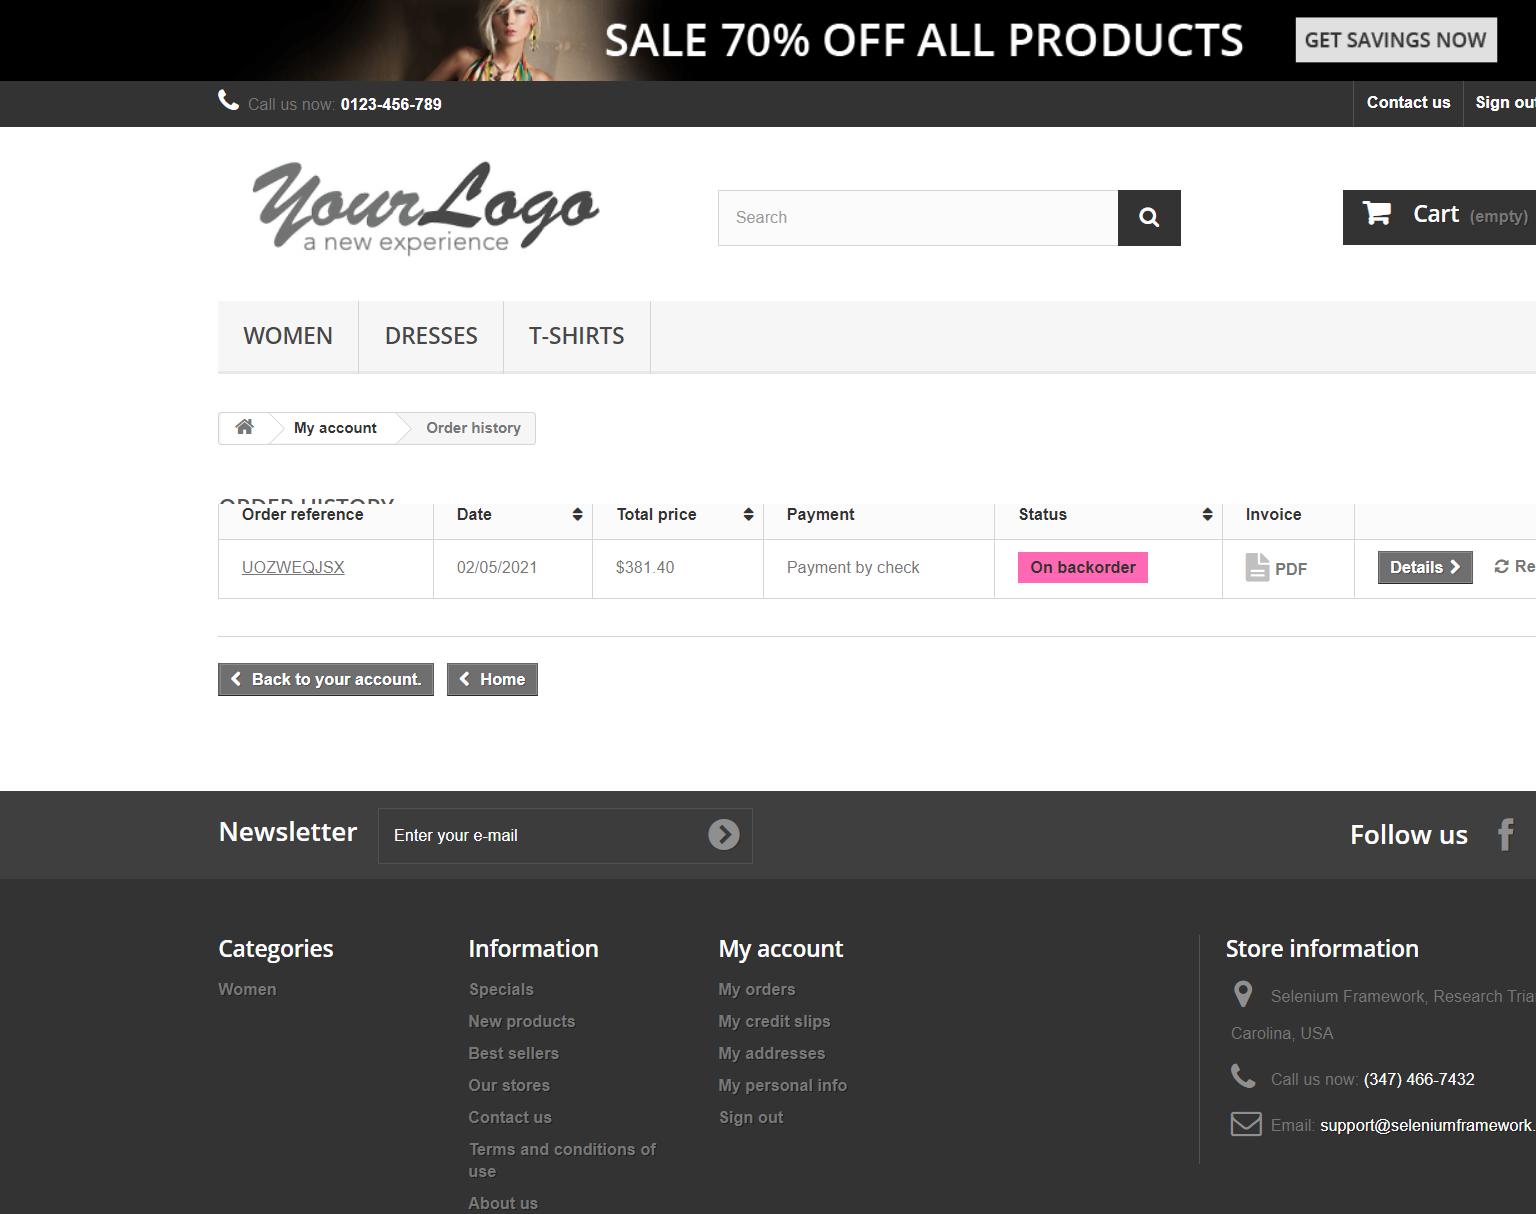 SALE 70% OFF ALL PRODUCTS
GET SAVINGS NOW
Call us now: 0123-456-789
Contact us
Sign out
YourLogo
a new experience
Search
Cart (empty)
WOMEN
DRESSES
T-SHIRTS
My account
Order history
ORDER HISTORY
Order reference Date Total price Payment Status Invoice
UOZWEQJSX 02/05/2021 $381.40 Payment by check On backorder PDF Details Re
Back to your account.
Home
Newsletter
Enter your e-mail
Follow us
Categories
Women
Information
Specials
New products
Best sellers
Our stores
Contact us
Terms and conditions of
use
About us
My account
My orders
My credit slips
My addresses
My personal info
Sign out
Store information
Selenium Framework, Research Tria
Carolina, USA
Call us now: (347) 466-7432
Email: support@seleniumframework.